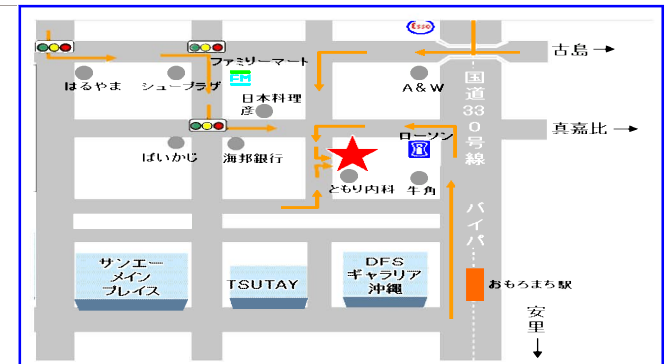 Esso
古島
ファミリーマート
FM
はるやま
シュープラザ
A&W
日本料理
彦
国道330号線
バイパ
真嘉比
ローソン
ぱいかじ
海邦銀行
ともり内科
牛角
サンエー
メイン
プレイス
TSUTAY
DFS
ギャラリア
沖縄
おもろまち駅
安里